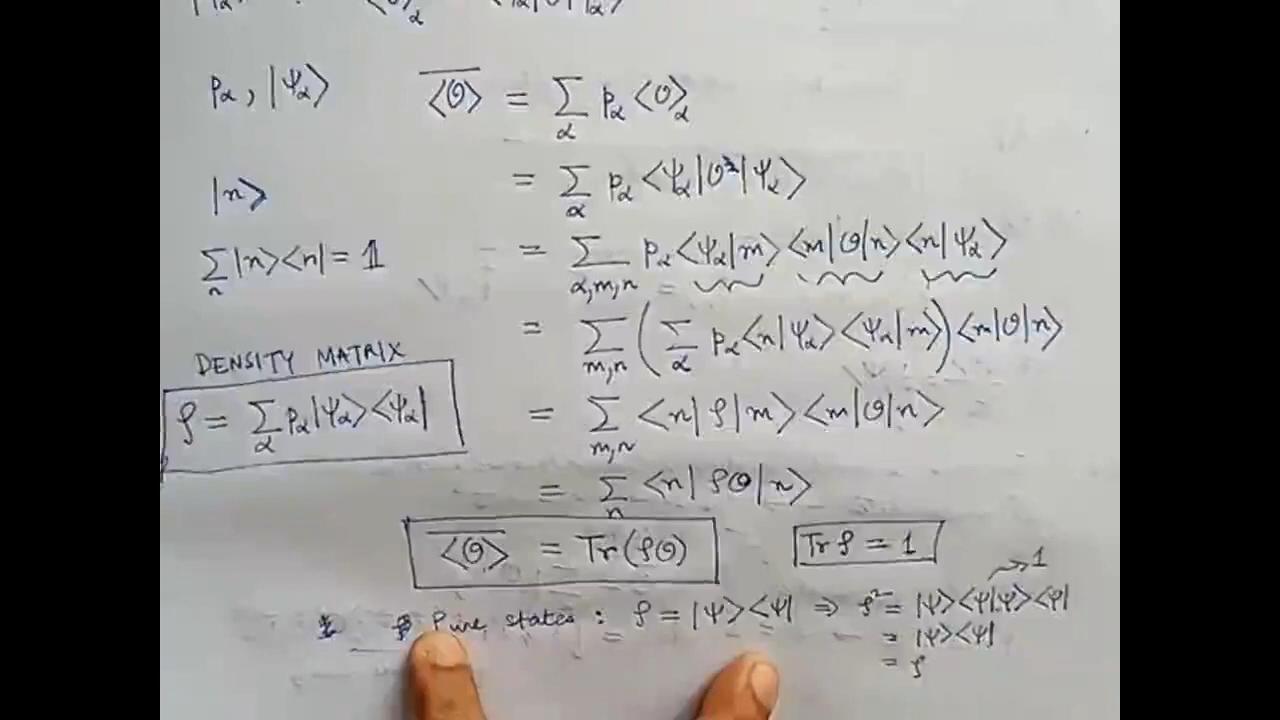 p_α, |Ψ_α⟩ \overline{⟨O⟩} = Σ_α p_α ⟨O⟩_α
= Σ_α p_α ⟨Ψ_α|O|Ψ_α⟩
|n⟩
Σ_n |n⟩⟨n| = 1 = Σ_{α,m,n} p_α ⟨Ψ_α|m⟩ ⟨m|O|n⟩ ⟨n|Ψ_α⟩
= Σ_{m,n} ( Σ_α p_α ⟨n|Ψ_α⟩ ⟨Ψ_α|m⟩ ) ⟨m|O|n⟩
DENSITY MATRIX
ρ = Σ_α p_α |Ψ_α⟩⟨Ψ_α| = Σ_{m,n} ⟨n|ρ|m⟩ ⟨m|O|n⟩
= Σ_n ⟨n|ρO|n⟩
\overline{⟨O⟩} = Tr(ρO) Tr ρ = 1
→ 1
Pure states : ρ = |Ψ⟩⟨Ψ| ⇒ ρ² = |Ψ⟩⟨Ψ|Ψ⟩⟨Ψ|
= |Ψ⟩⟨Ψ|
= ρ